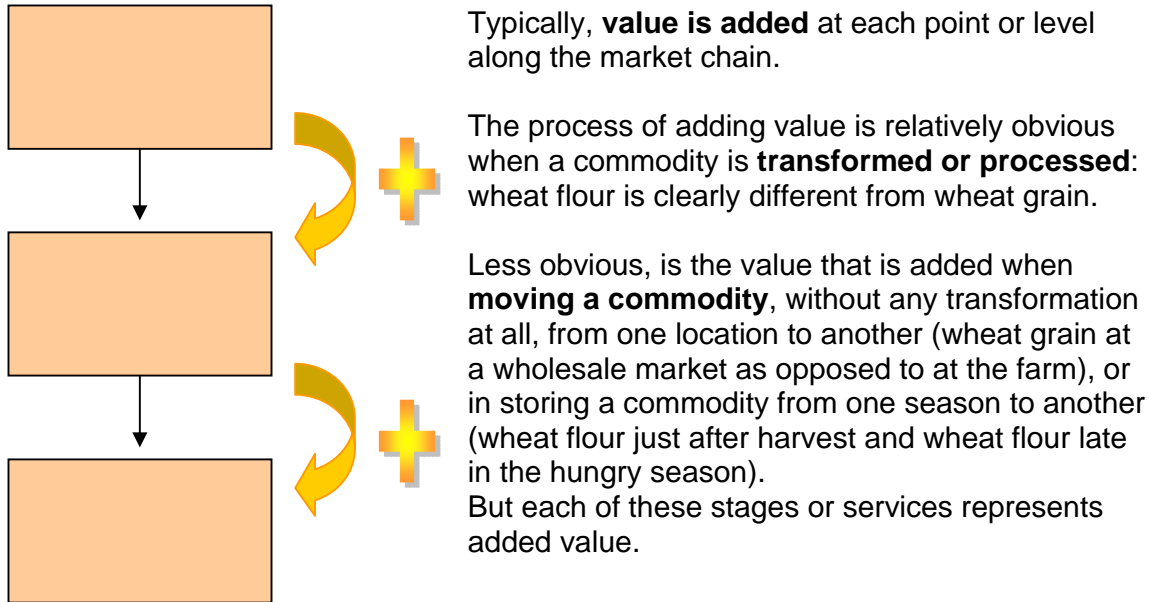 Typically, value is added at each point or level
along the market chain.
The process of adding value is relatively obvious
when a commodity is transformed or processed:
wheat flour is clearly different from wheat grain.
Less obvious, is the value that is added when
moving a commodity, without any transformation
at all, from one location to another (wheat grain at
a wholesale market as opposed to at the farm), or
in storing a commodity from one season to another
(wheat flour just after harvest and wheat flour late
in the hungry season).
But each of these stages or services represents
added value.